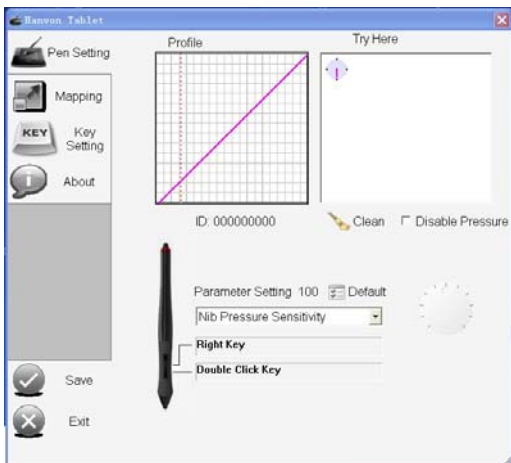 Hanvon Tablet
Pen Setting
Mapping
KEY
Key
Setting
About
Save
Exit
Profile
Try Here
ID: 000000000
Clean
Disable Pressure
Parameter Setting 100
Default
Nib Pressure Sensitivity
Right Key
Double Click Key